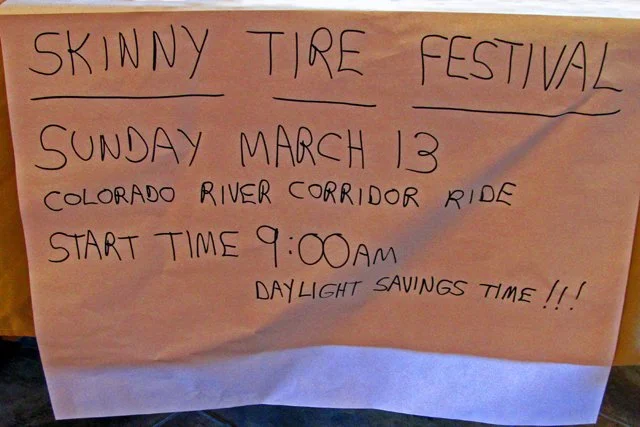 SKINNY TIRE FESTIVAL
SUNDAY MARCH 13
COLORADO RIVER CORRIDOR RIDE
START TIME 9:00AM
DAYLIGHT SAVINGS TIME!!!